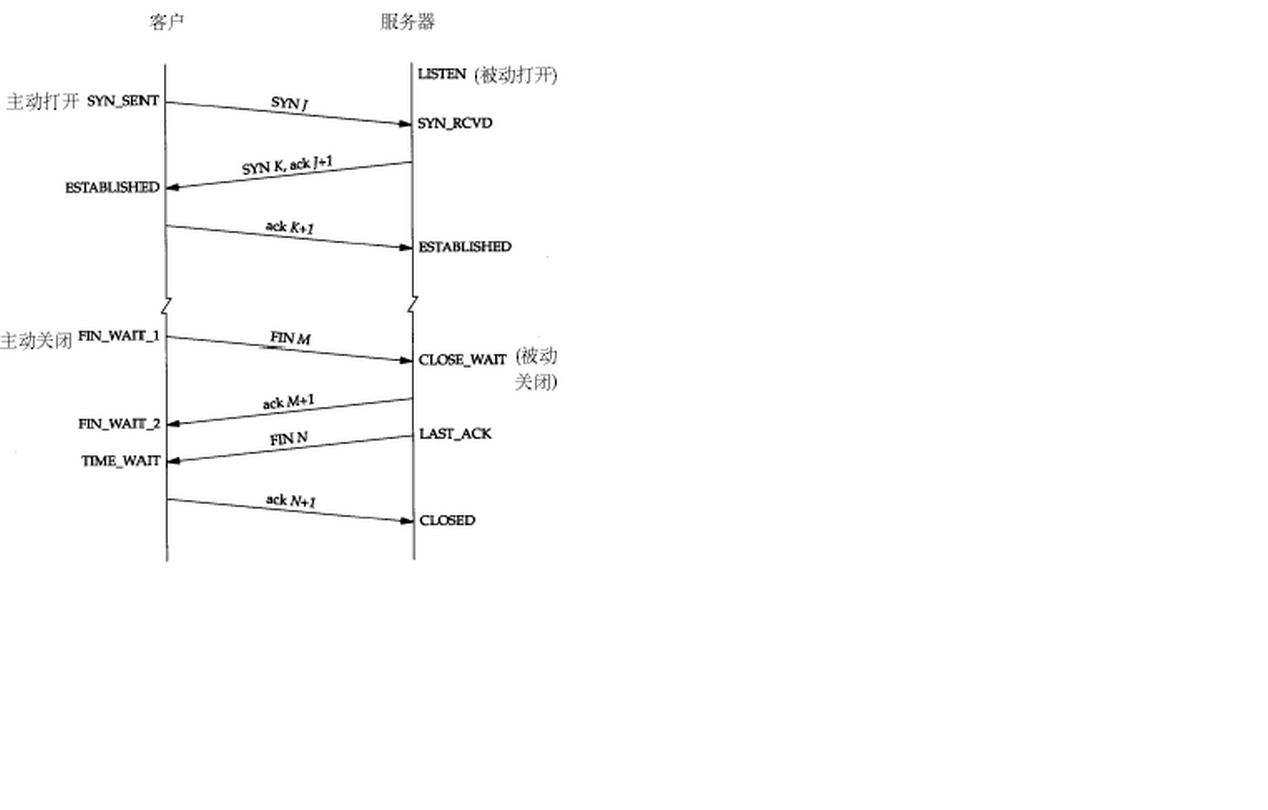 客户 服务器
LISTEN (被动打开)
主动打开 SYN_SENT
SYN J
SYN_RCVD
SYN K, ack J+1
ESTABLISHED
ack K+1
ESTABLISHED
主动关闭 FIN_WAIT_1
FIN M
CLOSE_WAIT (被动
关闭)
ack M+1
FIN_WAIT_2
FIN N
LAST_ACK
TIME_WAIT
ack N+1
CLOSED